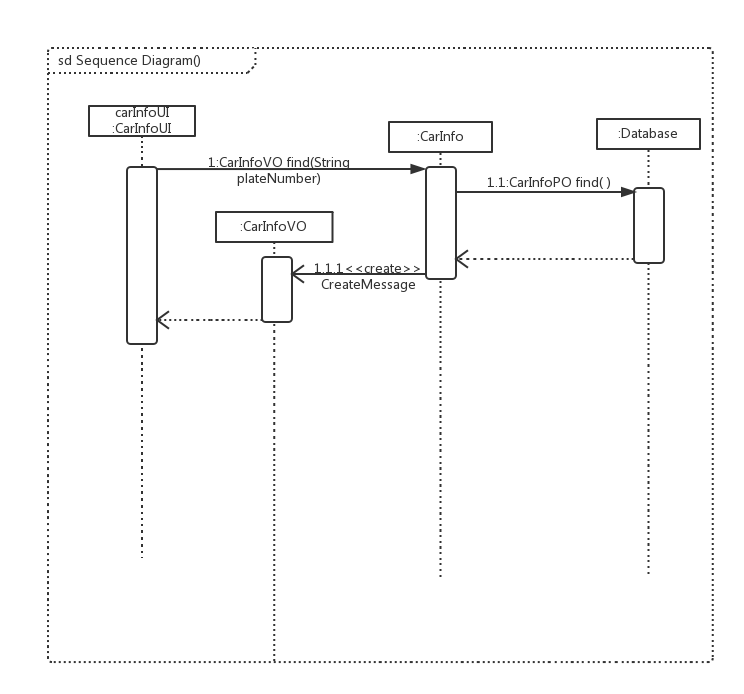 sd Sequence Diagram()
carInfoUI
:CarInfoUI
:CarInfo
:Database
1:CarInfoVO find(String
plateNumber)
1.1:CarInfoPO find( )
:CarInfoVO
1.1.1<<create>>
CreateMessage